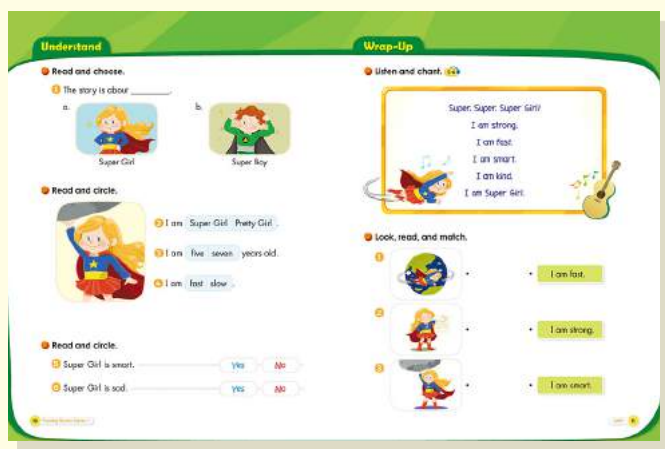 Understand
Read and choose.
1 The story is about ________.
a.
b.
Super Girl
Super Boy
Read and circle.
2 I am Super Girl Pretty Girl .
3 I am five seven years old.
4 I am fast slow .
Read and circle.
5 Super Girl is smart. Yes No
6 Super Girl is sad. Yes No
Wrap-Up
Listen and chant.
Super, Super, Super Girl!
I am strong.
I am fast.
I am smart.
I am kind.
I am Super Girl.
Look, read, and match.
1
I am fast.
2
I am strong.
3
I am smart.